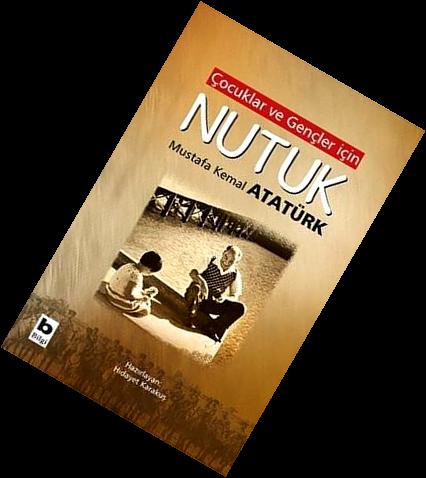 Çocuklar ve Gençler için
NUTUK
Mustafa Kemal ATATÜRK
b
Bilgi
Hazırlayan:
Hidayet Karakuş